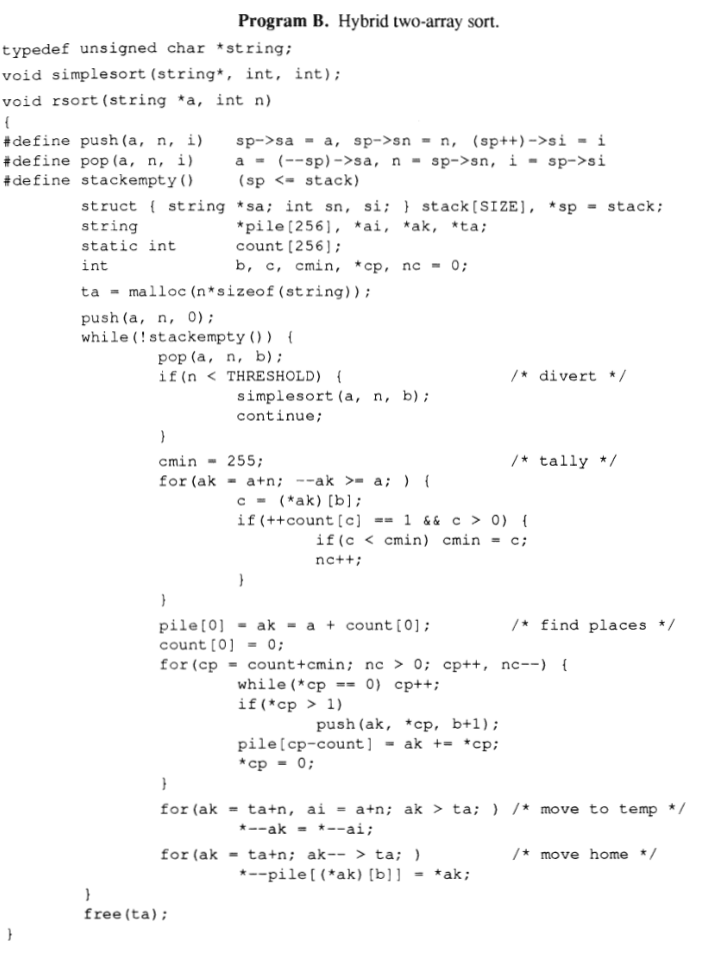 Program B. Hybrid two-array sort.
typedef unsigned char *string;
void simplesort(string*, int, int);
void rsort(string *a, int n)
{
#define push(a, n, i)    sp->sa = a, sp->sn = n, (sp++)->si = i
#define pop(a, n, i)     a = (--sp)->sa, n = sp->sn, i = sp->si
#define stackempty()     (sp <= stack)
        struct { string *sa; int sn, si; } stack[SIZE], *sp = stack;
        string          *pile[256], *ai, *ak, *ta;
        static int      count[256];
        int             b, c, cmin, *cp, nc = 0;
        ta = malloc(n*sizeof(string));
        push(a, n, 0);
        while(!stackempty()) {
                pop(a, n, b);
                if(n < THRESHOLD) {                 /* divert */
                        simplesort(a, n, b);
                        continue;
                }
                cmin = 255;                         /* tally */
                for(ak = a+n; --ak >= a; ) {
                        c = (*ak)[b];
                        if(++count[c] == 1 && c > 0) {
                                if(c < cmin) cmin = c;
                                nc++;
                        }
                }
                pile[0] = ak = a + count[0];        /* find places */
                count[0] = 0;
                for(cp = count+cmin; nc > 0; cp++, nc--) {
                        while(*cp == 0) cp++;
                        if(*cp > 1)
                                push(ak, *cp, b+1);
                        pile[cp-count] = ak += *cp;
                        *cp = 0;
                }
                for(ak = ta+n, ai = a+n; ak > ta; ) /* move to temp */
                        *--ak = *--ai;
                for(ak = ta+n; ak-- > ta; )         /* move home */
                        *--pile[(*ak)[b]] = *ak;
        }
        free(ta);
}